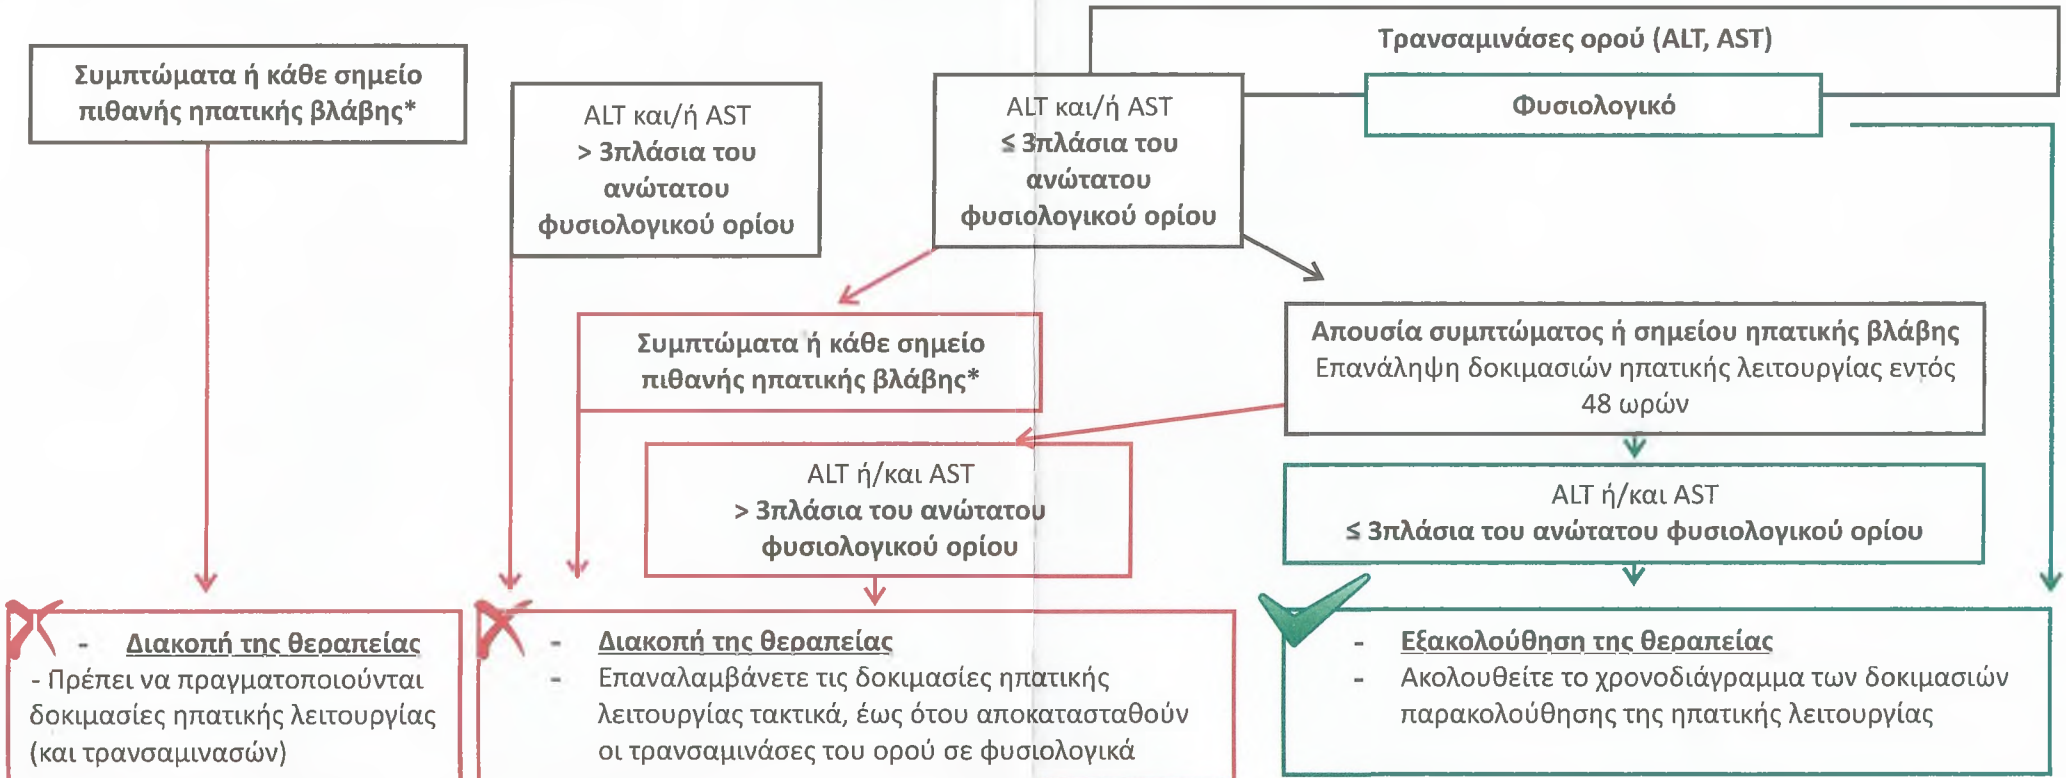 Τρανσαμινάσες ορού (ALT, AST)
Συμπτώματα ή κάθε σημείο
πιθανής ηπατικής βλάβης*
ALT και/ή AST
> 3πλάσια του
ανώτατου
φυσιολογικού ορίου
ALT και/ή AST
≤ 3πλάσια του
ανώτατου
φυσιολογικού ορίου
Φυσιολογικό
Συμπτώματα ή κάθε σημείο
πιθανής ηπατικής βλάβης*
Απουσία συμπτώματος ή σημείου ηπατικής βλάβης
Επανάληψη δοκιμασιών ηπατικής λειτουργίας εντός
48 ωρών
ALT ή/και AST
> 3πλάσια του ανώτατου
φυσιολογικού ορίου
ALT ή/και AST
≤ 3πλάσια του ανώτατου φυσιολογικού ορίου
- Διακοπή της θεραπείας
- Πρέπει να πραγματοποιούνται
δοκιμασίες ηπατικής λειτουργίας
(και τρανσαμινασών)
- Διακοπή της θεραπείας
- Επαναλαμβάνετε τις δοκιμασίες ηπατικής
λειτουργίας τακτικά, έως ότου αποκατασταθούν
οι τρανσαμινάσες του ορού σε φυσιολογικά
- Εξακολούθηση της θεραπείας
- Ακολουθείτε το χρονοδιάγραμμα των δοκιμασιών
παρακολούθησης της ηπατικής λειτουργίας